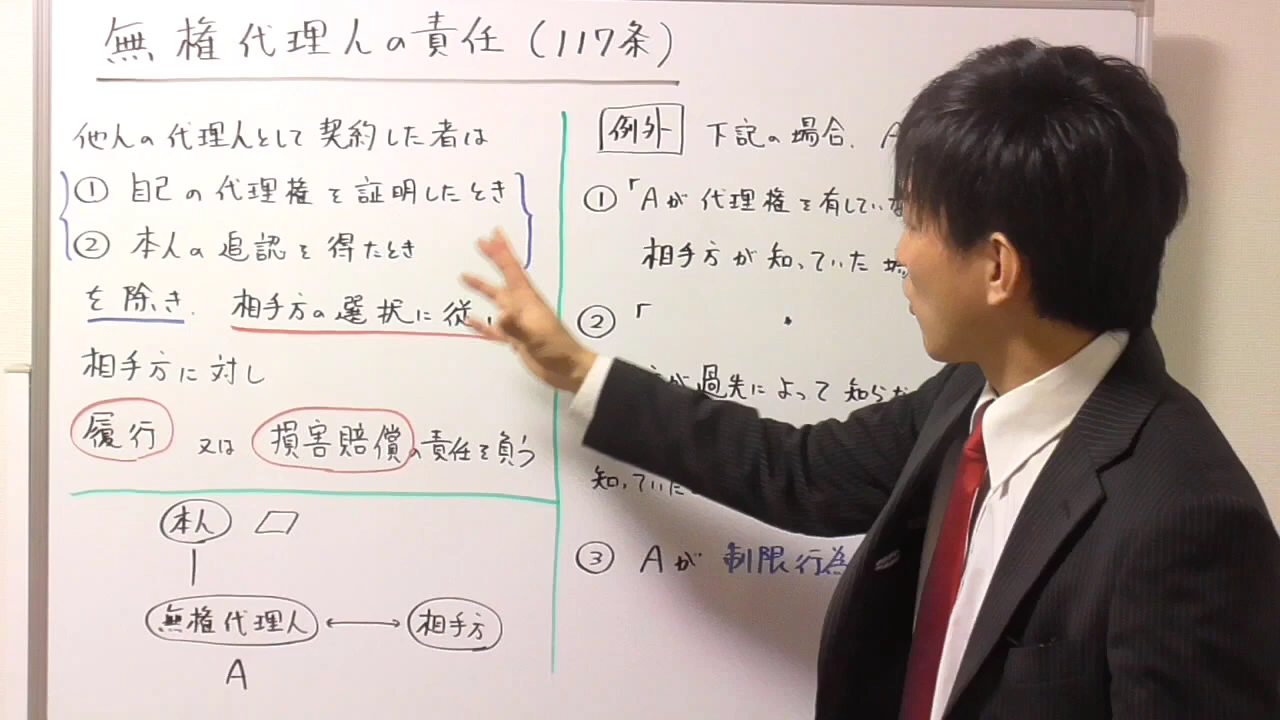 無権代理人の責任(117条)
他人の代理人として契約した者は
① 自己の代理権を証明したとき
② 本人の追認を得たとき
を除き、相手方の選択に従
相手方に対し
履行 又は 損害賠償の責任を負う
本人
無権代理人 ↔ 相手方
A
例外 下記の場合、A
①「Aが代理権を有していな
相手方が知っていた
②「
が過失によって知らな
知っていた
③ Aが 制限行為